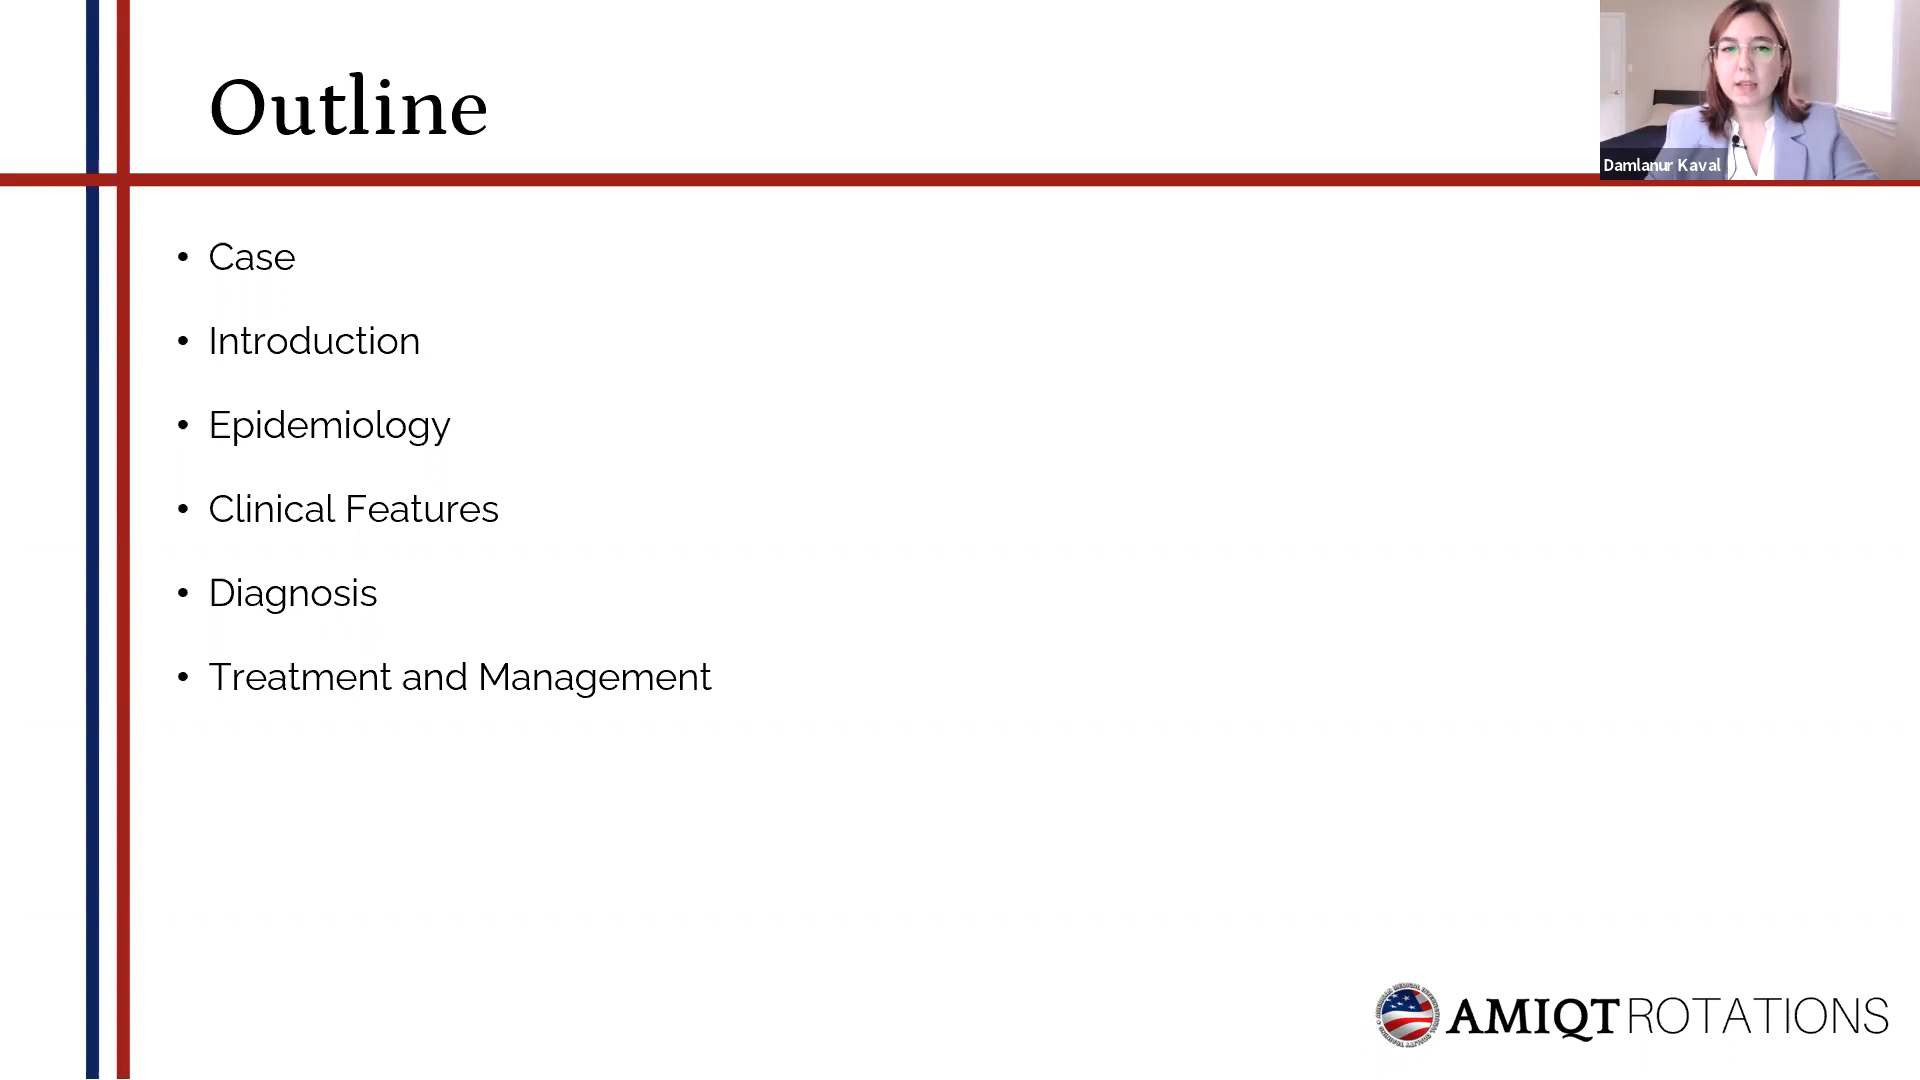 Outline
Damlanur Kaval
• Case
• Introduction
• Epidemiology
• Clinical Features
• Diagnosis
• Treatment and Management
AMIQT ROTATIONS